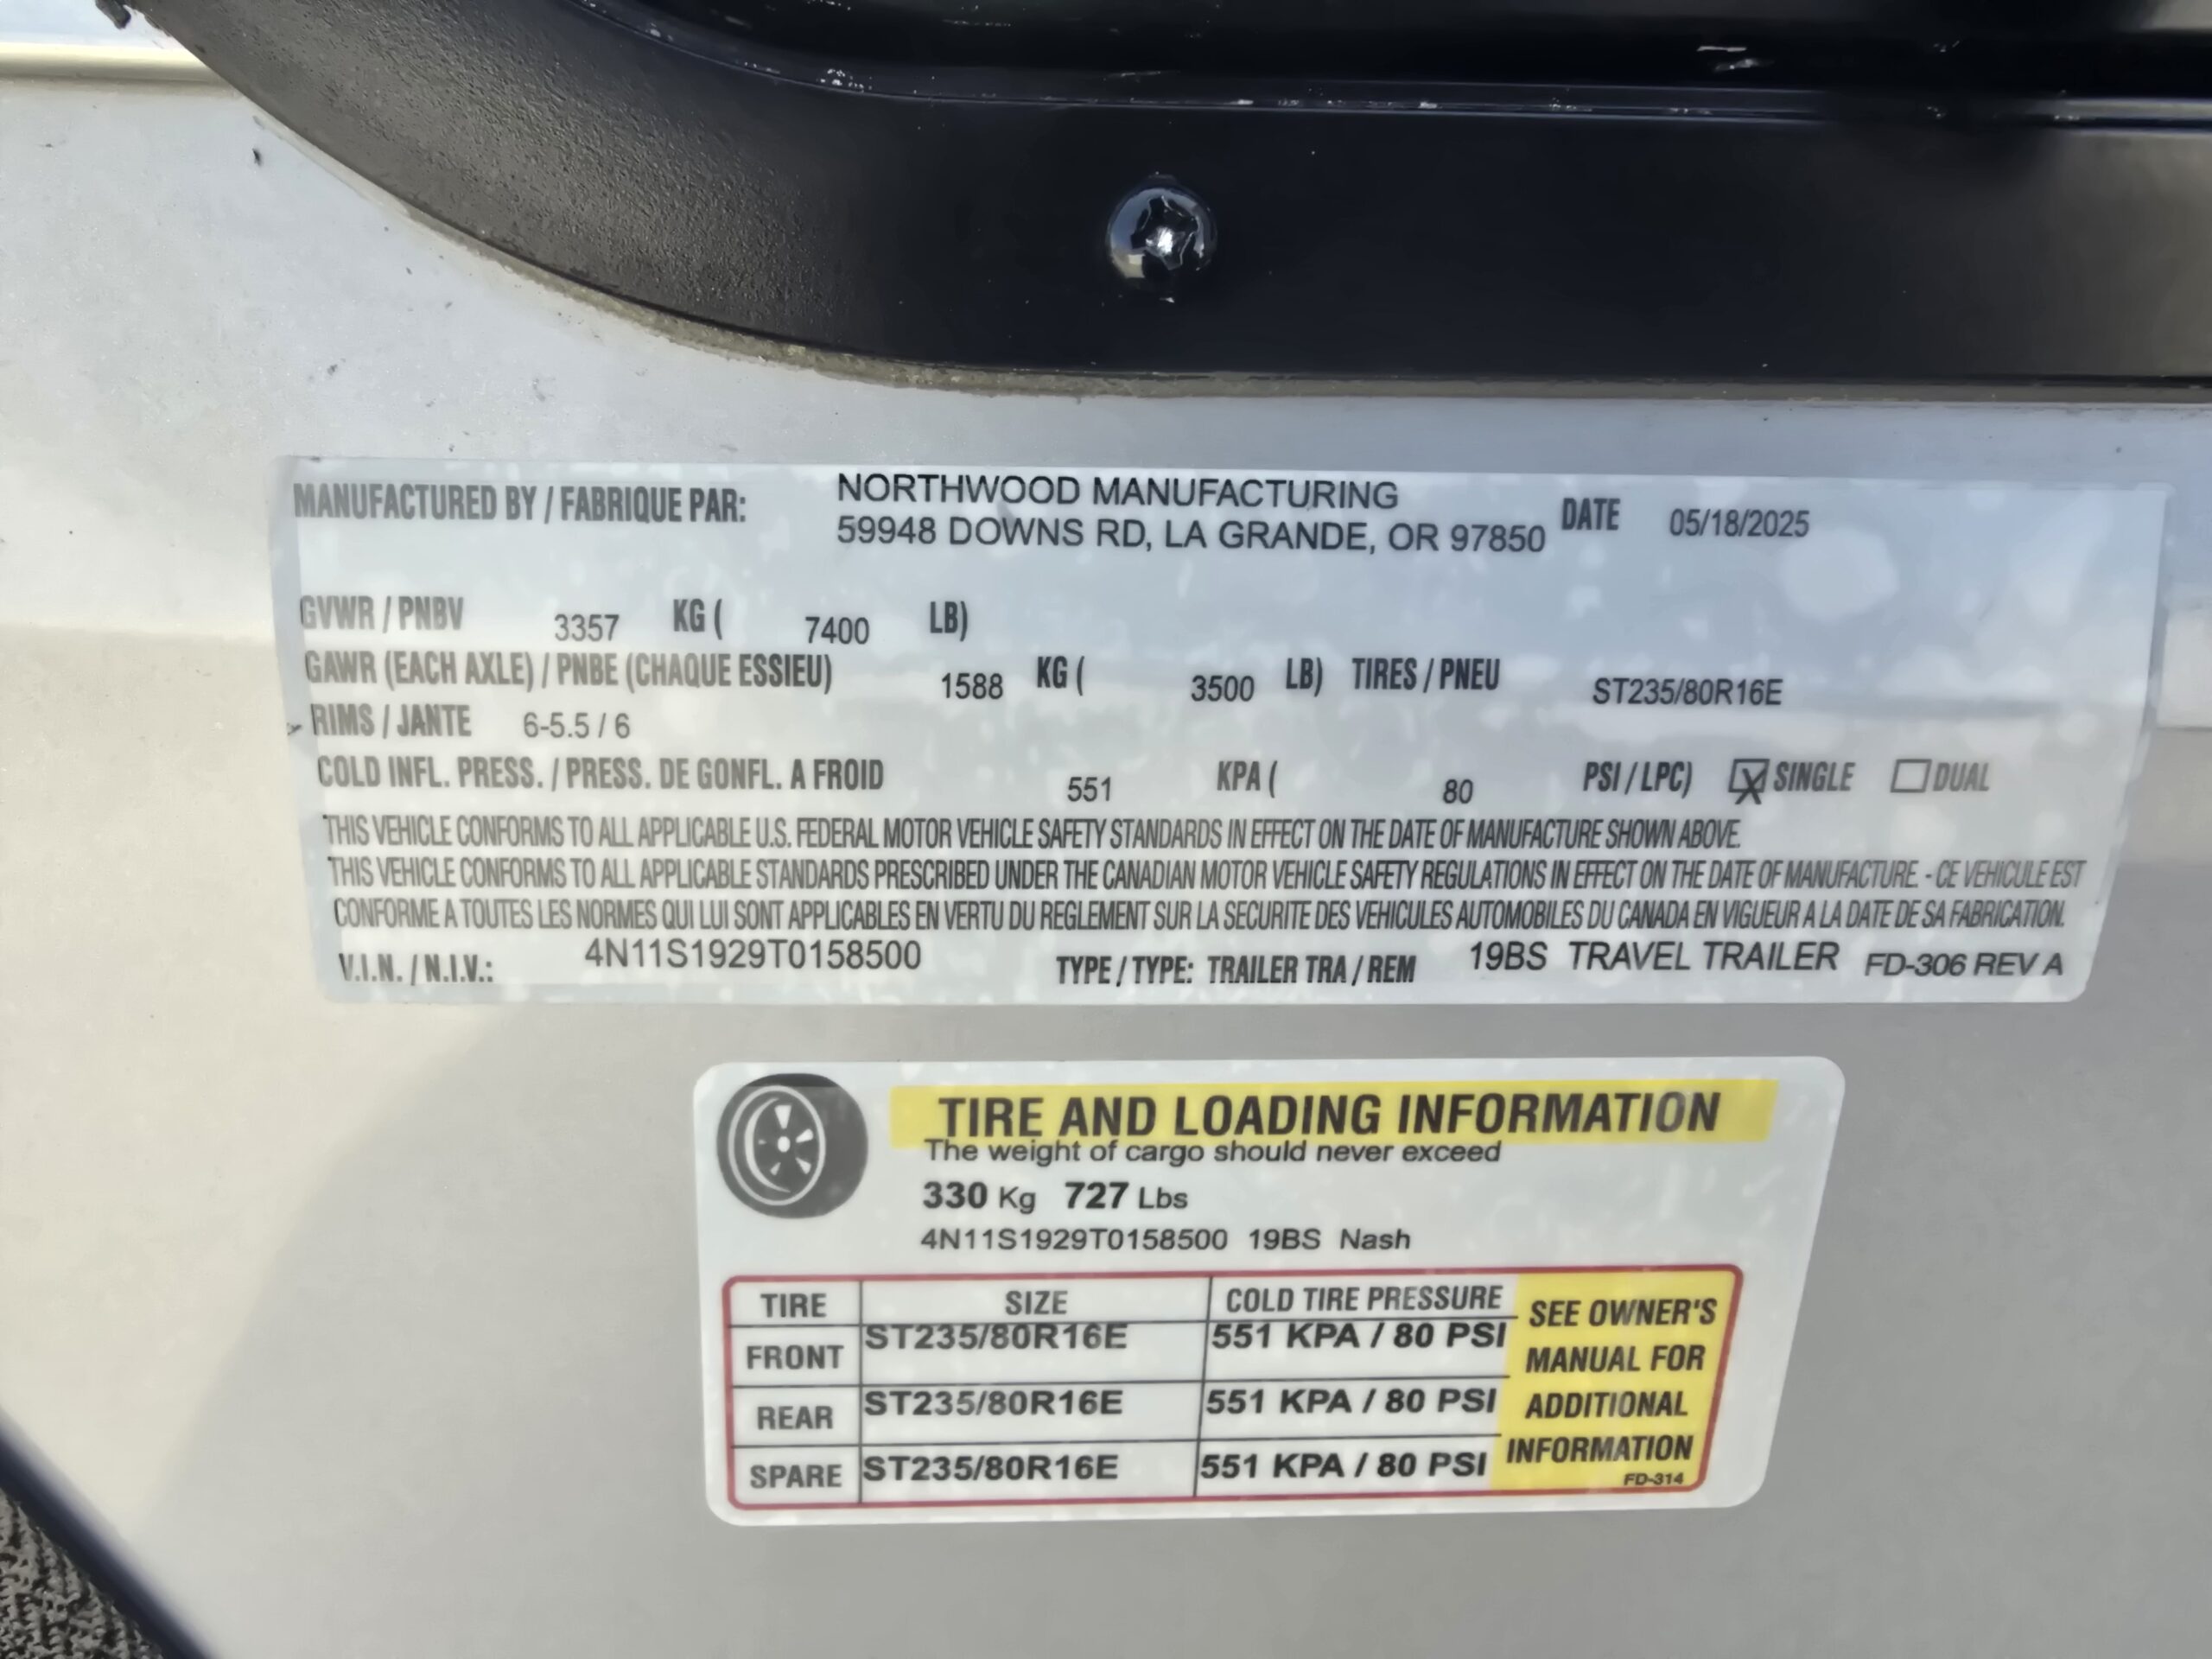 MANUFACTURED BY / FABRIQUE PAR: NORTHWOOD MANUFACTURING DATE 05/18/2025
59948 DOWNS RD, LA GRANDE, OR 97850
GVWR / PNBV 3357 KG ( 7400 LB)
GAWR (EACH AXLE) / PNBE (CHAQUE ESSIEU) 1588 KG ( 3500 LB) TIRES / PNEU ST235/80R16E
RIMS / JANTE 6-5.5 / 6
COLD INFL. PRESS. / PRESS. DE GONFL. A FROID 551 KPA ( 80 PSI / LPC) X SINGLE DUAL
THIS VEHICLE CONFORMS TO ALL APPLICABLE U.S. FEDERAL MOTOR VEHICLE SAFETY STANDARDS IN EFFECT ON THE DATE OF MANUFACTURE SHOWN ABOVE.
THIS VEHICLE CONFORMS TO ALL APPLICABLE STANDARDS PRESCRIBED UNDER THE CANADIAN MOTOR VEHICLE SAFETY REGULATIONS IN EFFECT ON THE DATE OF MANUFACTURE. - CE VEHICULE EST
CONFORME A TOUTES LES NORMES QUI LUI SONT APPLICABLES EN VERTU DU REGLEMENT SUR LA SECURITE DES VEHICULES AUTOMOBILES DU CANADA EN VIGUEUR A LA DATE DE SA FABRICATION.
V.I.N. / N.I.V.: 4N11S1929T0158500 TYPE / TYPE: TRAILER TRA / REM 19BS TRAVEL TRAILER FD-306 REV A
TIRE AND LOADING INFORMATION
The weight of cargo should never exceed
330 Kg 727 Lbs
4N11S1929T0158500 19BS Nash
TIRE SIZE COLD TIRE PRESSURE
FRONT ST235/80R16E 551 KPA / 80 PSI
REAR ST235/80R16E 551 KPA / 80 PSI
SPARE ST235/80R16E 551 KPA / 80 PSI
SEE OWNER'S
MANUAL FOR
ADDITIONAL
INFORMATION
FD-314